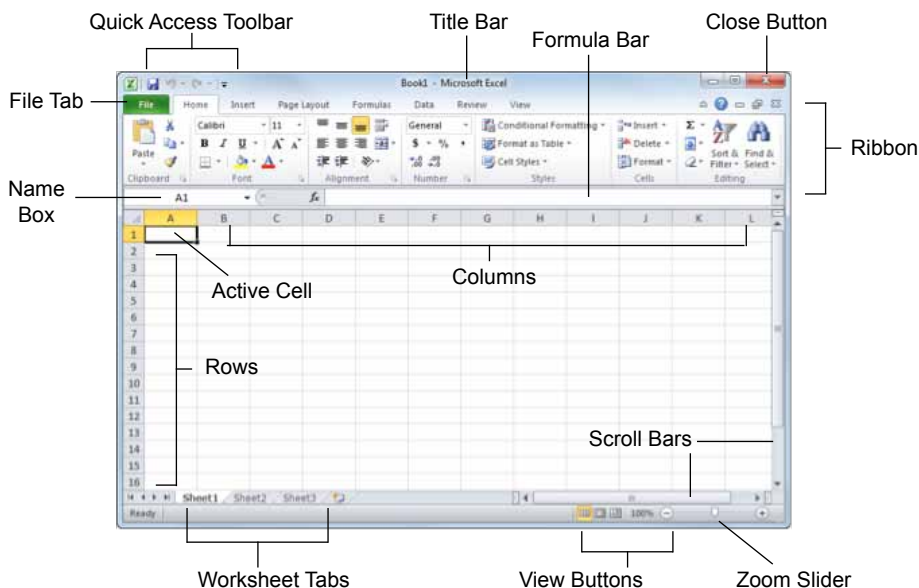 Quick Access Toolbar
Title Bar
Close Button
Formula Bar
Book1 - Microsoft Excel
File Tab
File Home Insert Page Layout Formulas Data Review View
Calibri 11 General Conditional Formatting Insert Σ
Paste B I U A A $ % , Format as Table Delete Sort & Find &
A Cell Styles Format Filter Select
Clipboard Font Alignment Number Styles Cells Editing
Ribbon
Name
Box
A1 fx
A B C D E F G H I J K L
1
2
3
4
5
6
7
8
9
10
11
12
13
14
15
16
Active Cell
Columns
Rows
Scroll Bars
Sheet1 Sheet2 Sheet3
Ready 100%
Worksheet Tabs
View Buttons
Zoom Slider